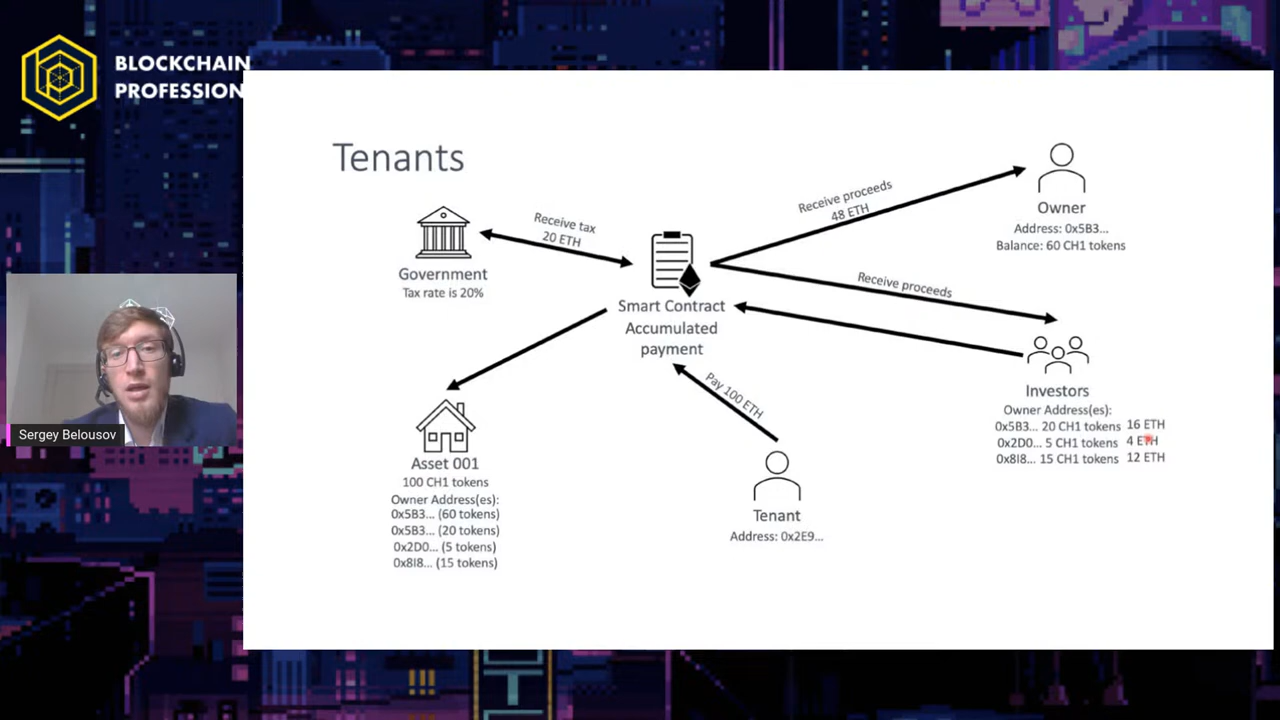 BLOCKCHAIN
PROFESSION
Tenants
Receive tax
20 ETH
Government
Tax rate is 20%
Smart Contract
Accumulated
payment
Receive proceeds
48 ETH
Owner
Address: 0x5B3...
Balance: 60 CH1 tokens
Receive proceeds
Investors
Owner Address(es):
0x5B3... 20 CH1 tokens 16 ETH
0x2D0... 5 CH1 tokens 4 ETH
0x8I8... 15 CH1 tokens 12 ETH
Pay 100 ETH
Tenant
Address: 0x2E9...
Asset 001
100 CH1 tokens
Owner Address(es):
0x5B3... (60 tokens)
0x5B3... (20 tokens)
0x2D0... (5 tokens)
0x8I8... (15 tokens)
Sergey Belousov